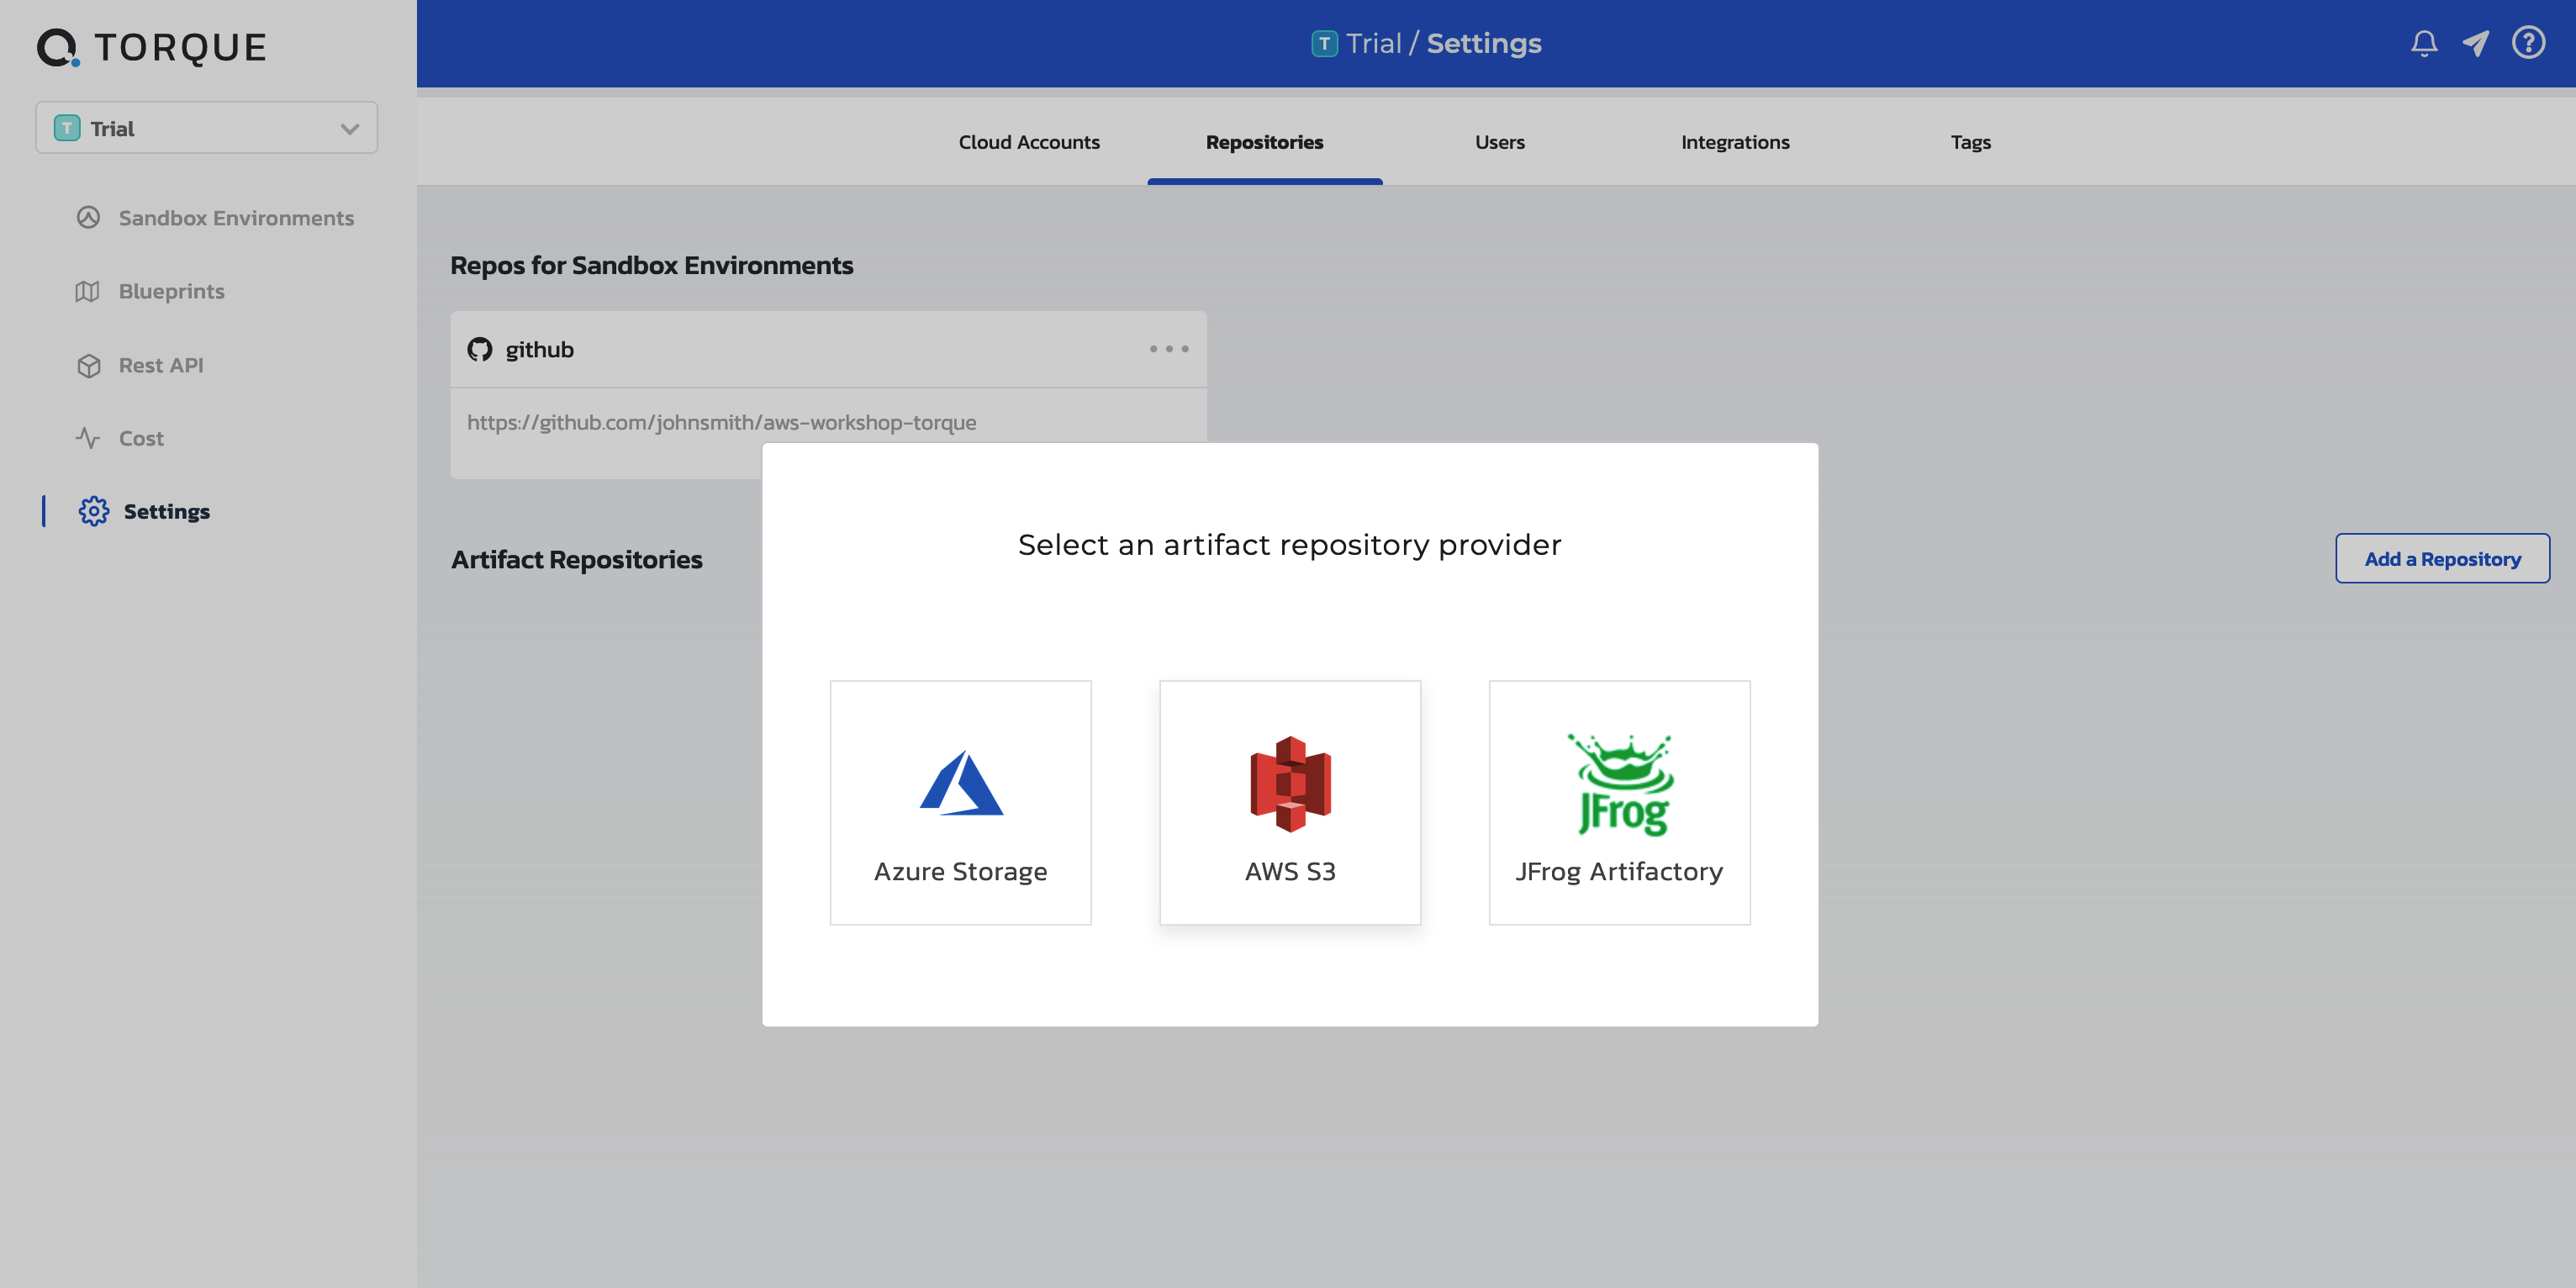 TORQUE
T Trial
Sandbox Environments
Blueprints
Rest API
Cost
Settings
T Trial / Settings
?
Cloud Accounts
Repositories
Users
Integrations
Tags
Repos for Sandbox Environments
github
https://github.com/johnsmith/aws-workshop-torque
Artifact Repositories
Add a Repository
Select an artifact repository provider
Azure Storage
AWS S3
JFrog
JFrog Artifactory